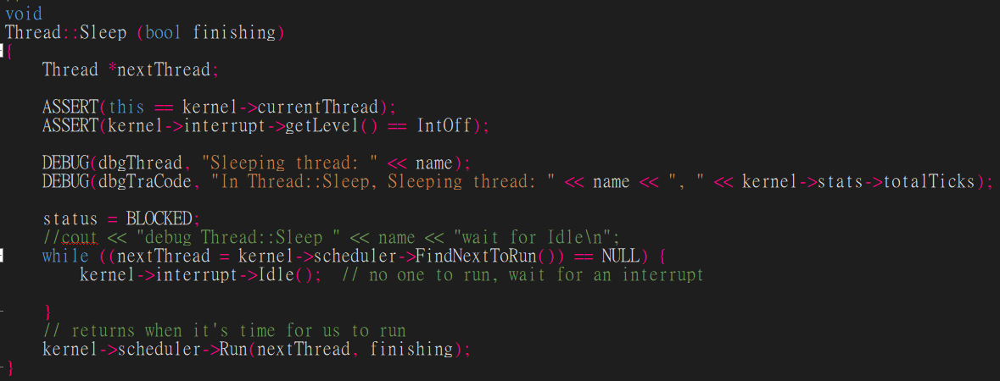 void
Thread::Sleep (bool finishing)
{
    Thread *nextThread;

    ASSERT(this == kernel->currentThread);
    ASSERT(kernel->interrupt->getLevel() == IntOff);

    DEBUG(dbgThread, "Sleeping thread: " << name);
    DEBUG(dbgTraCode, "In Thread::Sleep, Sleeping thread: " << name << ", " << kernel->stats->totalTicks);

    status = BLOCKED;
    //cout << "debug Thread::Sleep " << name << "wait for Idle\n";
    while ((nextThread = kernel->scheduler->FindNextToRun()) == NULL) {
        kernel->interrupt->Idle();  // no one to run, wait for an interrupt

    }
    // returns when it's time for us to run
    kernel->scheduler->Run(nextThread, finishing);
}